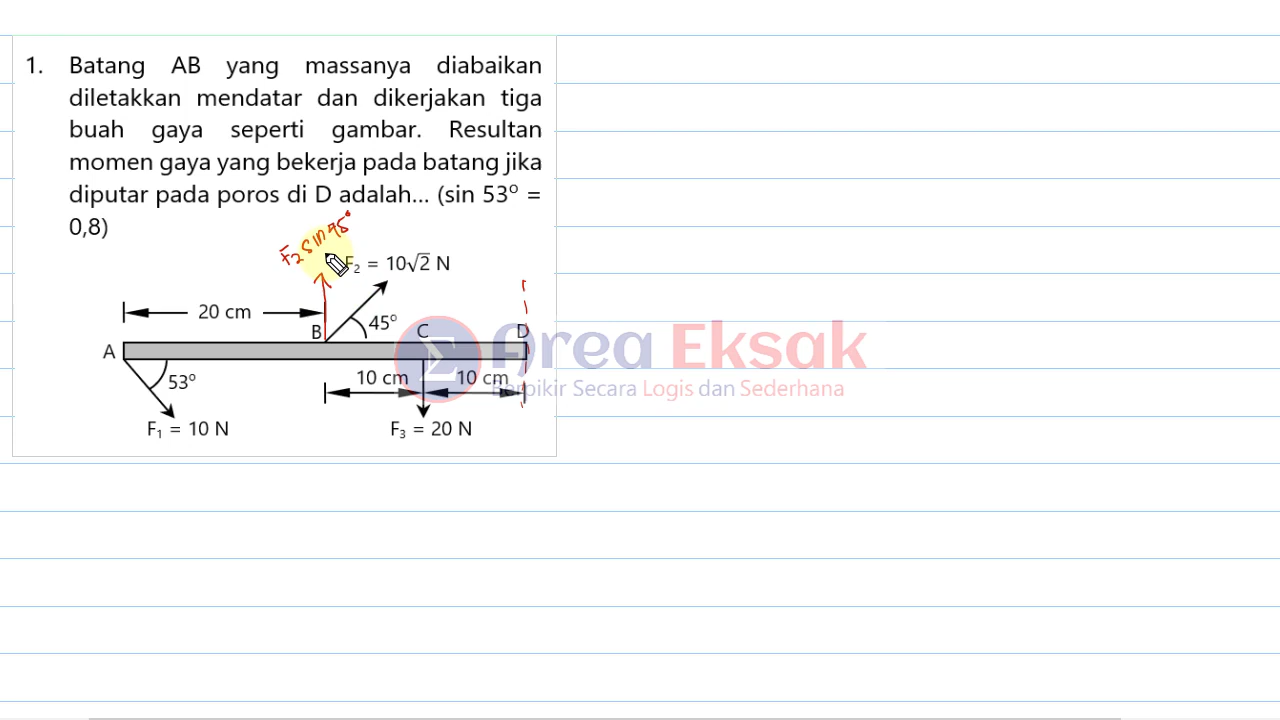 1. Batang AB yang massanya diabaikan
diletakkan mendatar dan dikerjakan tiga
buah gaya seperti gambar. Resultan
momen gaya yang bekerja pada batang jika
diputar pada poros di D adalah... (sin 53° =
0,8)
F₂ sin 45°
F₂ = 10√2 N
20 cm
B 45° C D
A
53° 10 cm 10 cm
F₁ = 10 N F₃ = 20 N
Σ Area Eksak
Berpikir Secara Logis dan Sederhana